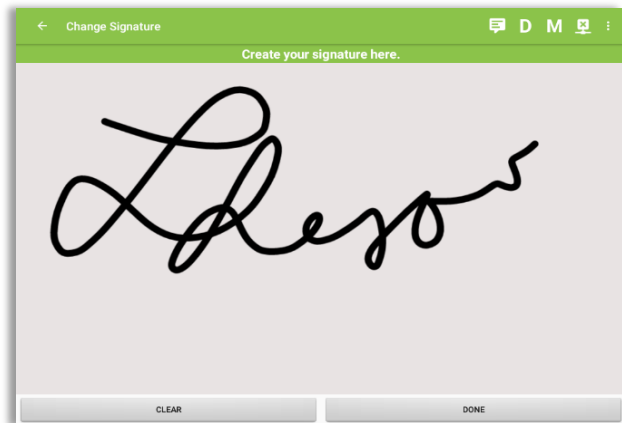 Change Signature
D M
Create your signature here.
CLEAR DONE